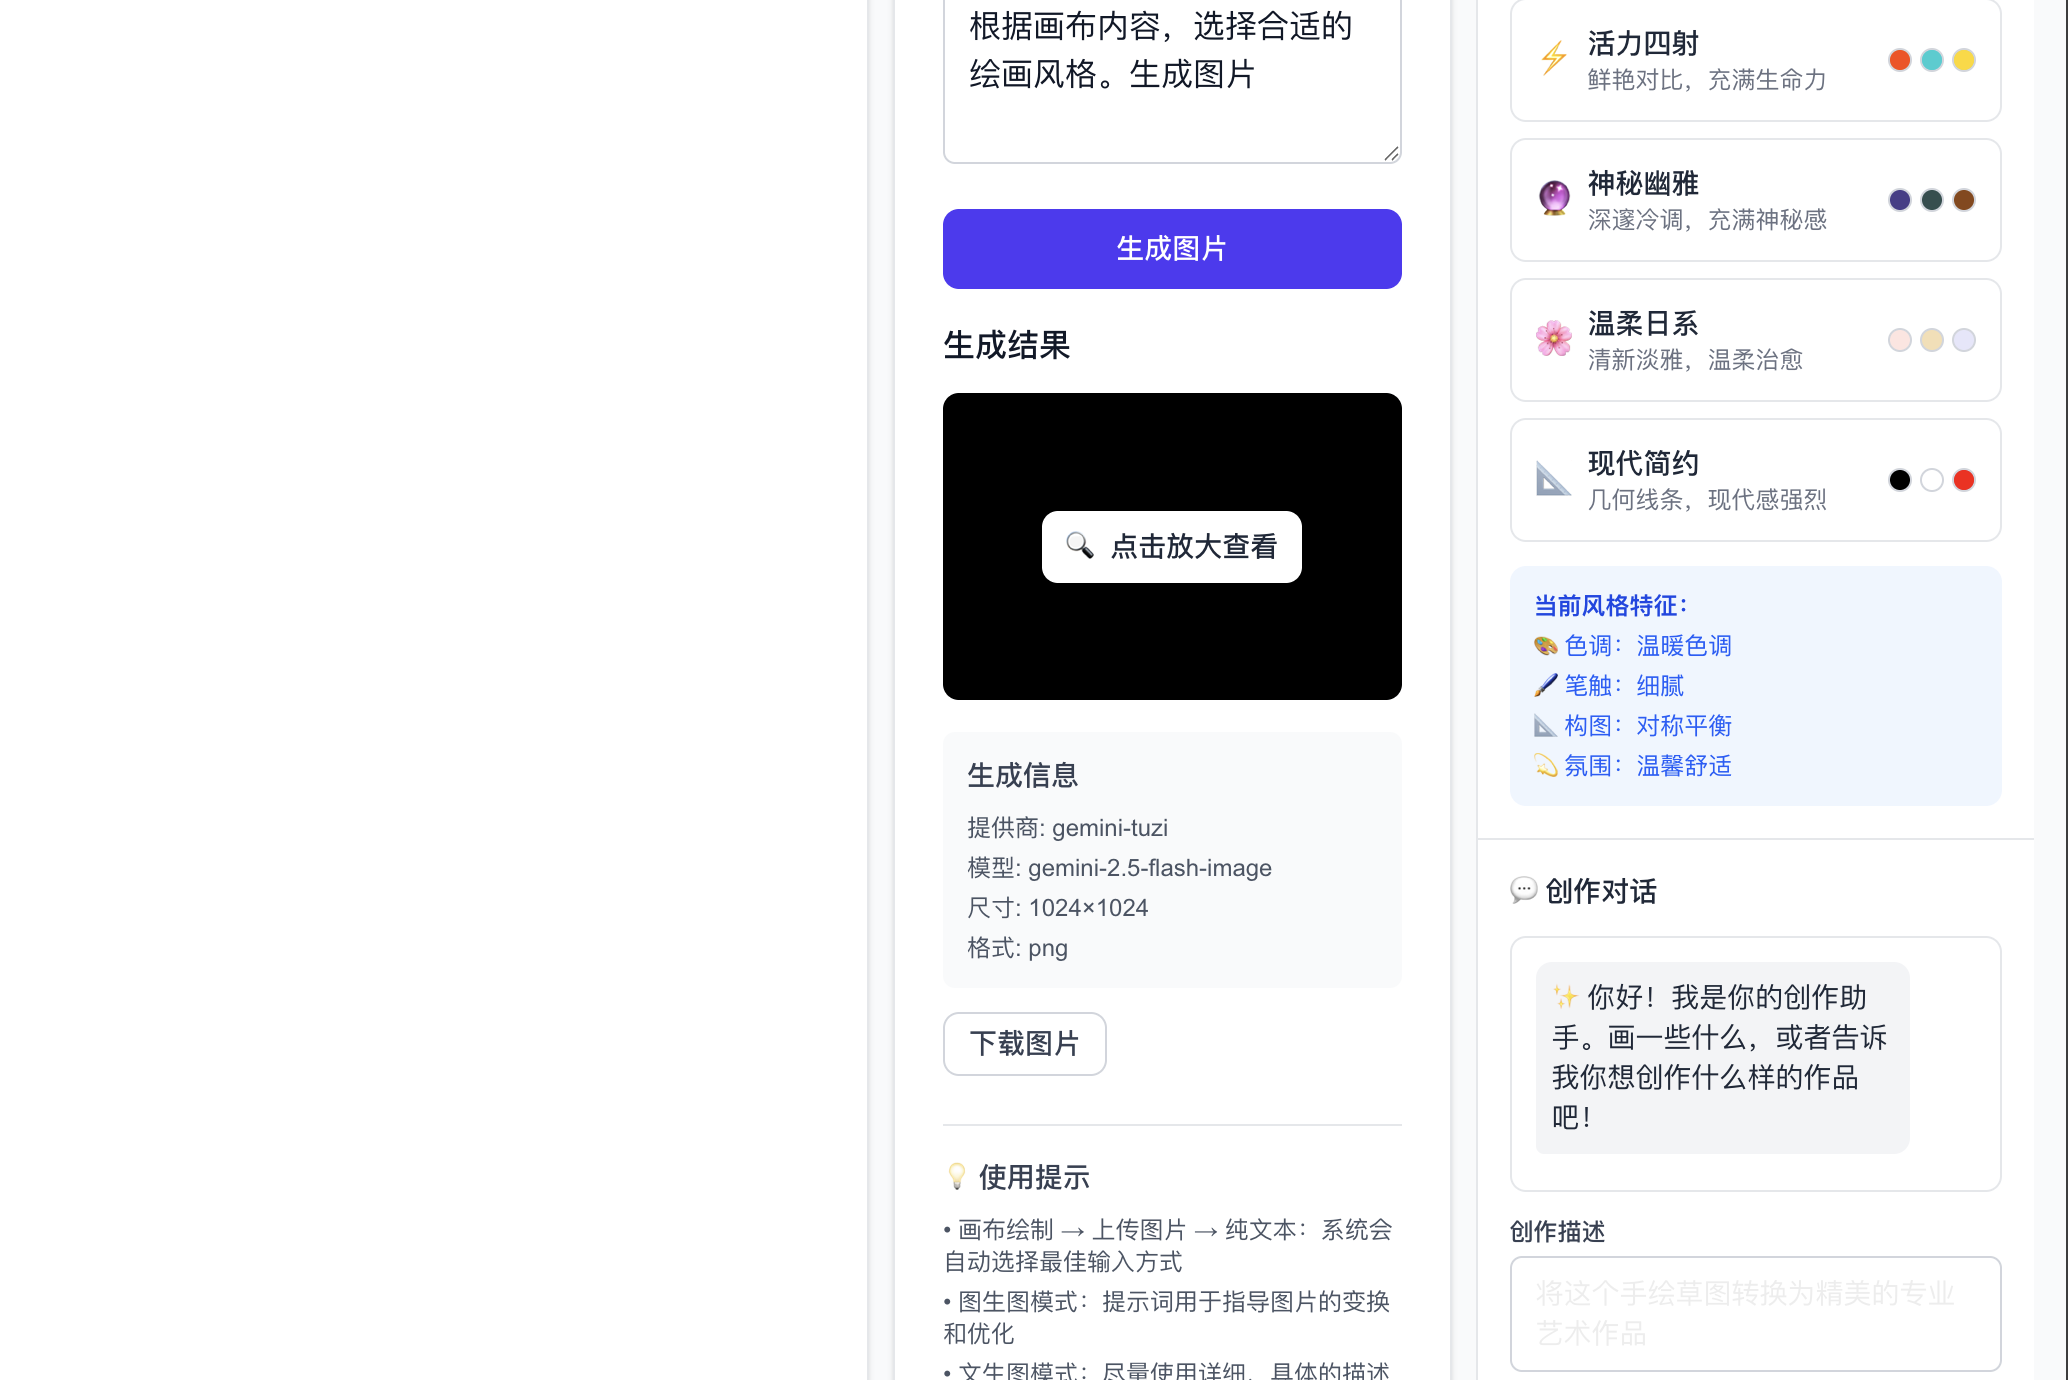 根据画布内容，选择合适的
绘画风格。生成图片
生成图片
生成结果
🔍 点击放大查看
生成信息
提供商: gemini-tuzi
模型: gemini-2.5-flash-image
尺寸: 1024×1024
格式: png
下载图片
💡 使用提示
• 画布绘制 → 上传图片 → 纯文本：系统会
自动选择最佳输入方式
• 图生图模式：提示词用于指导图片的变换
和优化
• 文生图模式：尽量使用详细、具体的描述
活力四射
鲜艳对比，充满生命力
神秘幽雅
深邃冷调，充满神秘感
温柔日系
清新淡雅，温柔治愈
现代简约
几何线条，现代感强烈
当前风格特征：
🎨 色调：温暖色调
🖌️ 笔触：细腻
📐 构图：对称平衡
💫 氛围：温馨舒适
💬 创作对话
✨ 你好！我是你的创作助
手。画一些什么，或者告诉
我你想创作什么样的作品
吧！
创作描述
将这个手绘草图转换为精美的专业
艺术作品